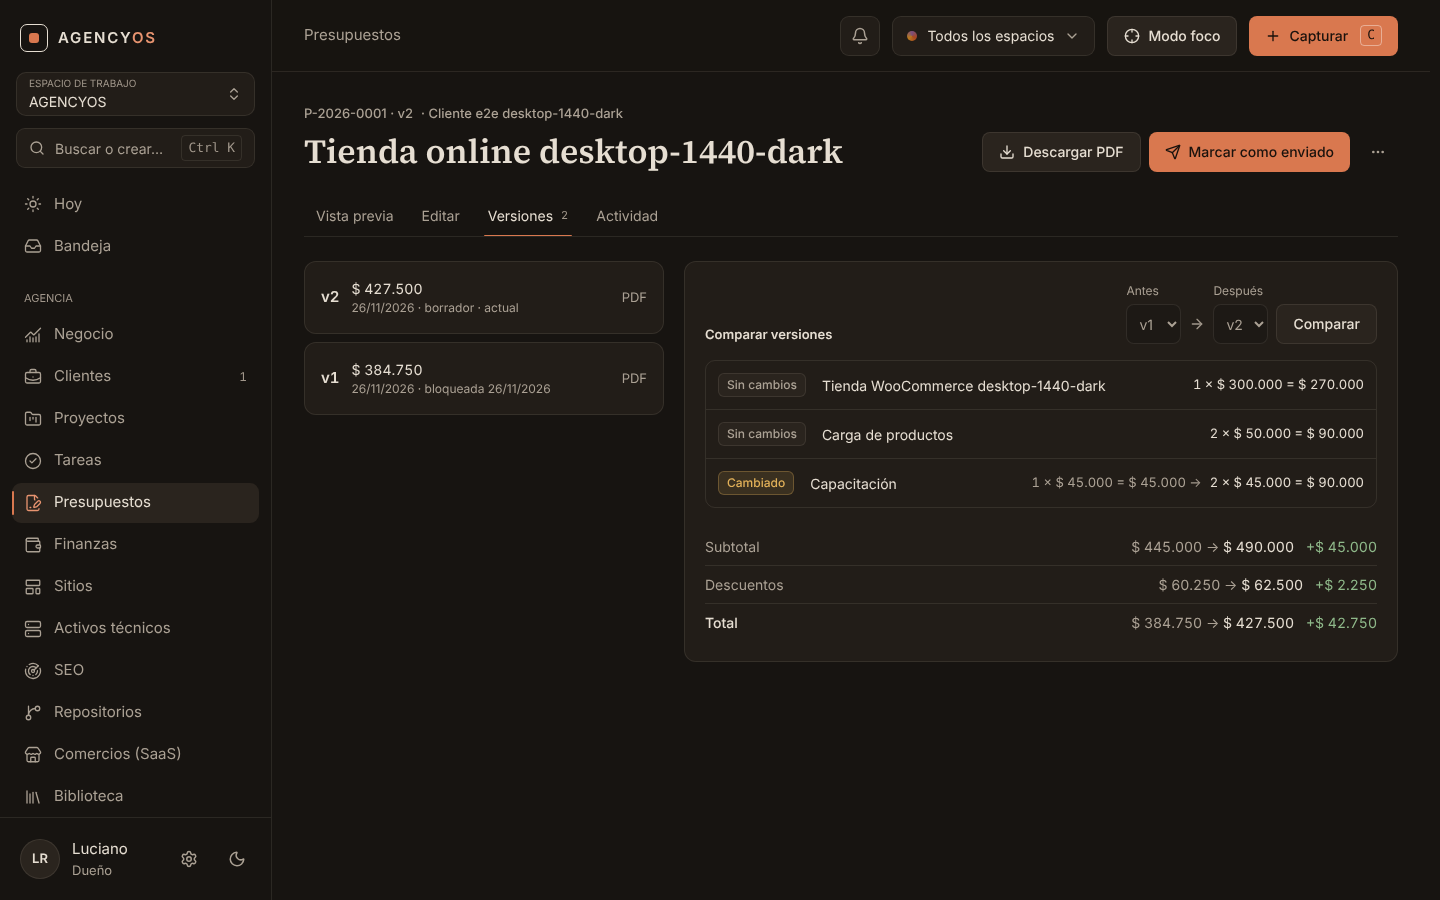 AGENCYOS
ESPACIO DE TRABAJO
AGENCYOS
Buscar o crear... Ctrl K
Hoy
Bandeja
AGENCIA
Negocio
Clientes 1
Proyectos
Tareas
Presupuestos
Finanzas
Sitios
Activos técnicos
SEO
Repositorios
Comercios (SaaS)
Biblioteca
LR
Luciano
Dueño
Presupuestos
Todos los espacios
Modo foco
Capturar C
P-2026-0001 · v2 · Cliente e2e desktop-1440-dark
Tienda online desktop-1440-dark
Descargar PDF
Marcar como enviado
Vista previa Editar Versiones 2 Actividad
v2 $ 427.500 PDF
26/11/2026 · borrador · actual
v1 $ 384.750 PDF
26/11/2026 · bloqueada 26/11/2026
Comparar versiones
Antes Después
v1 → v2 Comparar
Sin cambios Tienda WooCommerce desktop-1440-dark 1 × $ 300.000 = $ 270.000
Sin cambios Carga de productos 2 × $ 50.000 = $ 90.000
Cambiado Capacitación 1 × $ 45.000 = $ 45.000 → 2 × $ 45.000 = $ 90.000
Subtotal $ 445.000 → $ 490.000 +$ 45.000
Descuentos $ 60.250 → $ 62.500 +$ 2.250
Total $ 384.750 → $ 427.500 +$ 42.750